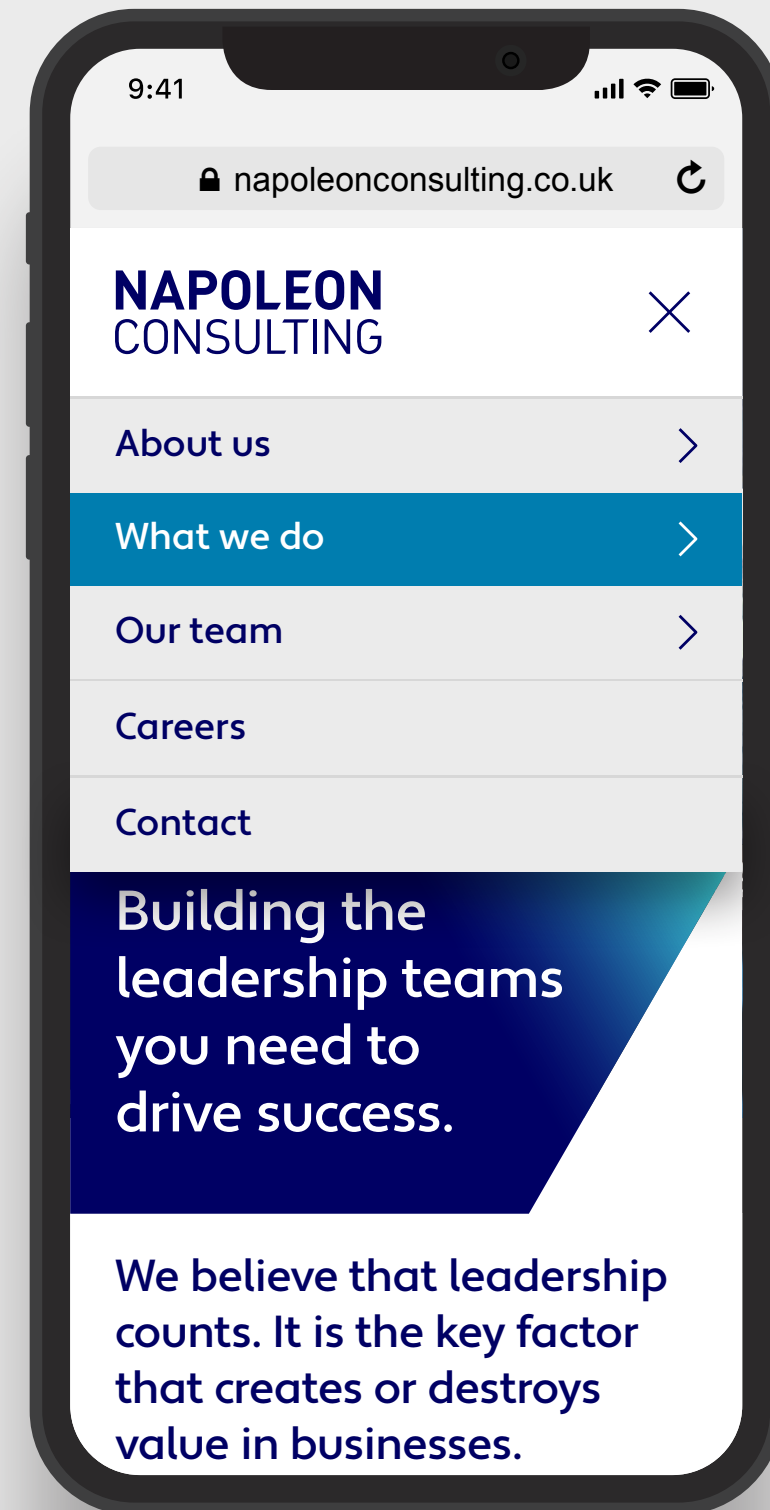 9:41
napoleonconsulting.co.uk
NAPOLEON
CONSULTING
About us
What we do
Our team
Careers
Contact
Building the
leadership teams
you need to
drive success.
We believe that leadership
counts. It is the key factor
that creates or destroys
value in businesses.